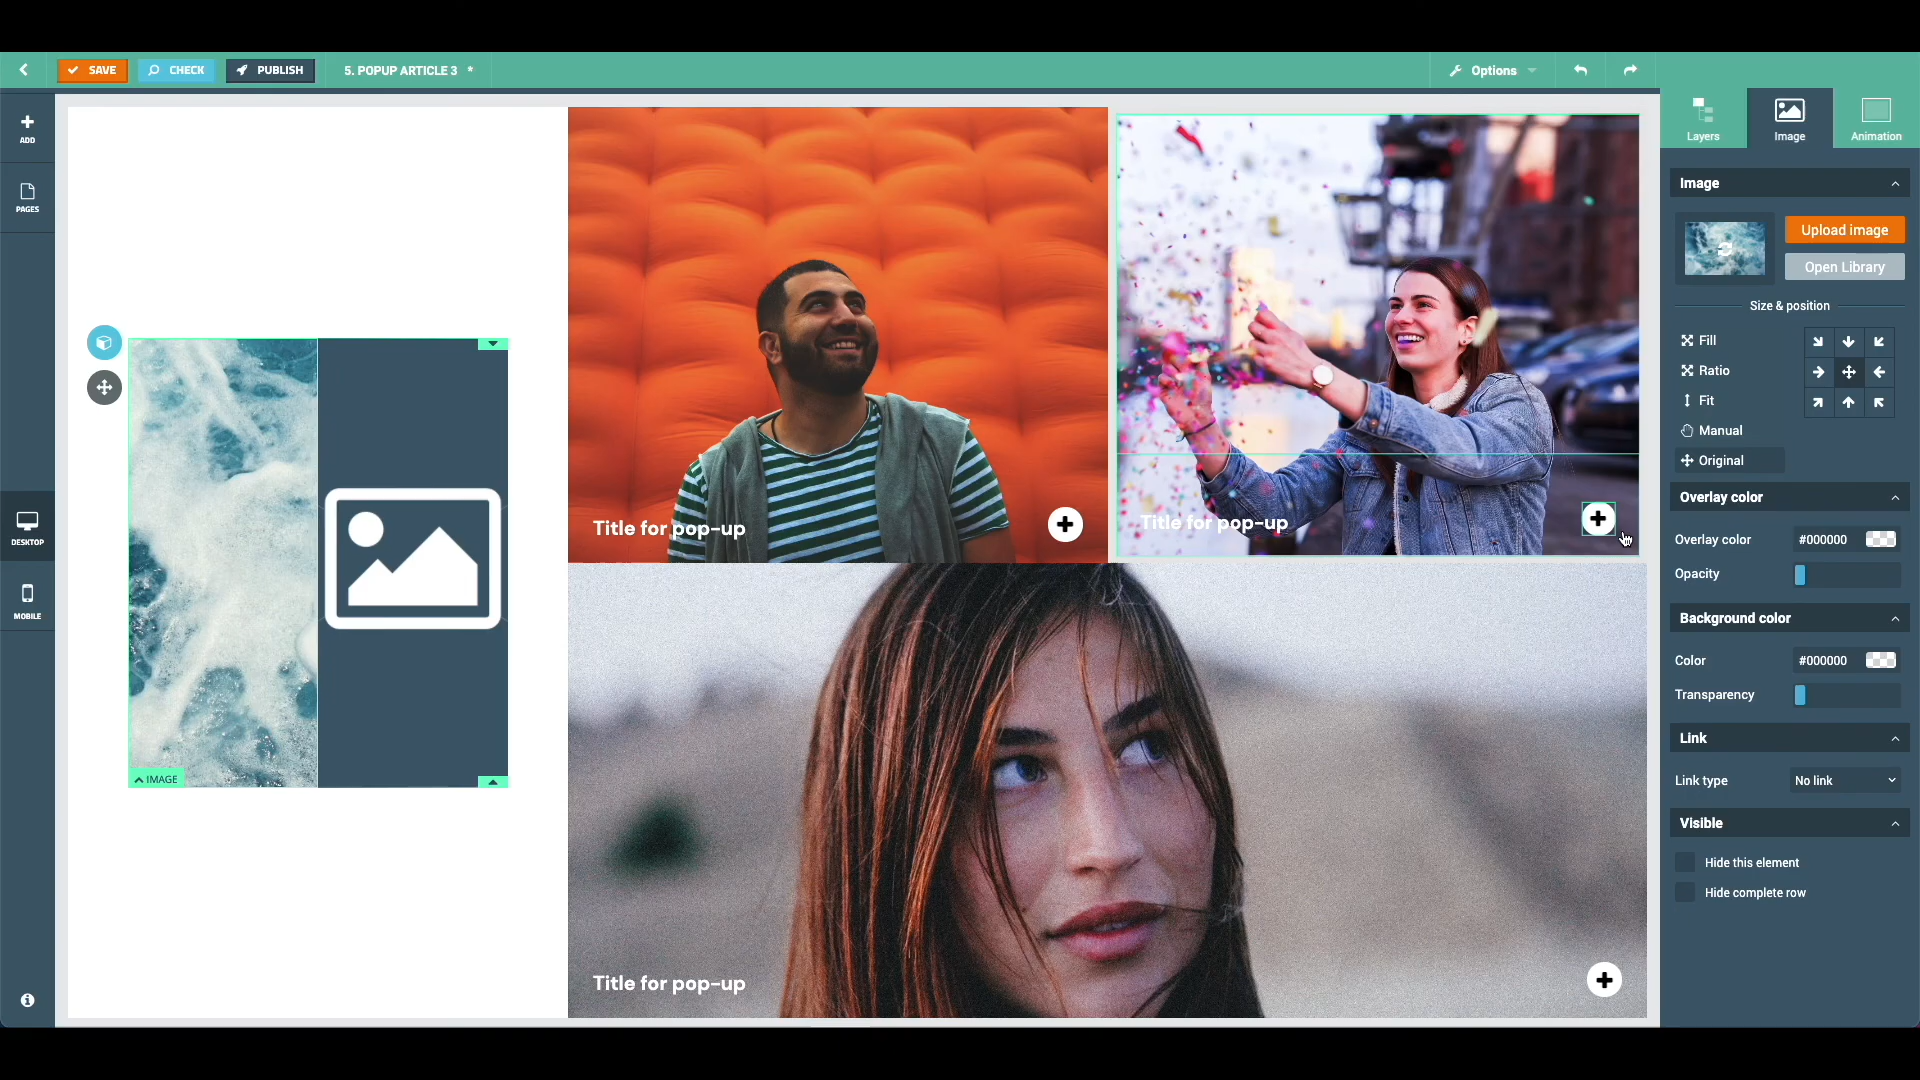 SAVE
CHECK
PUBLISH
5. POPUP ARTICLE 3 *
Options
ADD
PAGES
DESKTOP
MOBILE
IMAGE
Title for pop-up
Title for pop-up
Title for pop-up
Layers
Image
Animation
Image
Upload image
Open Library
Size & position
Fill
Ratio
Fit
Manual
Original
Overlay color
Overlay color #000000
Opacity
Background color
Color #000000
Transparency
Link
Link type No link
Visible
Hide this element
Hide complete row